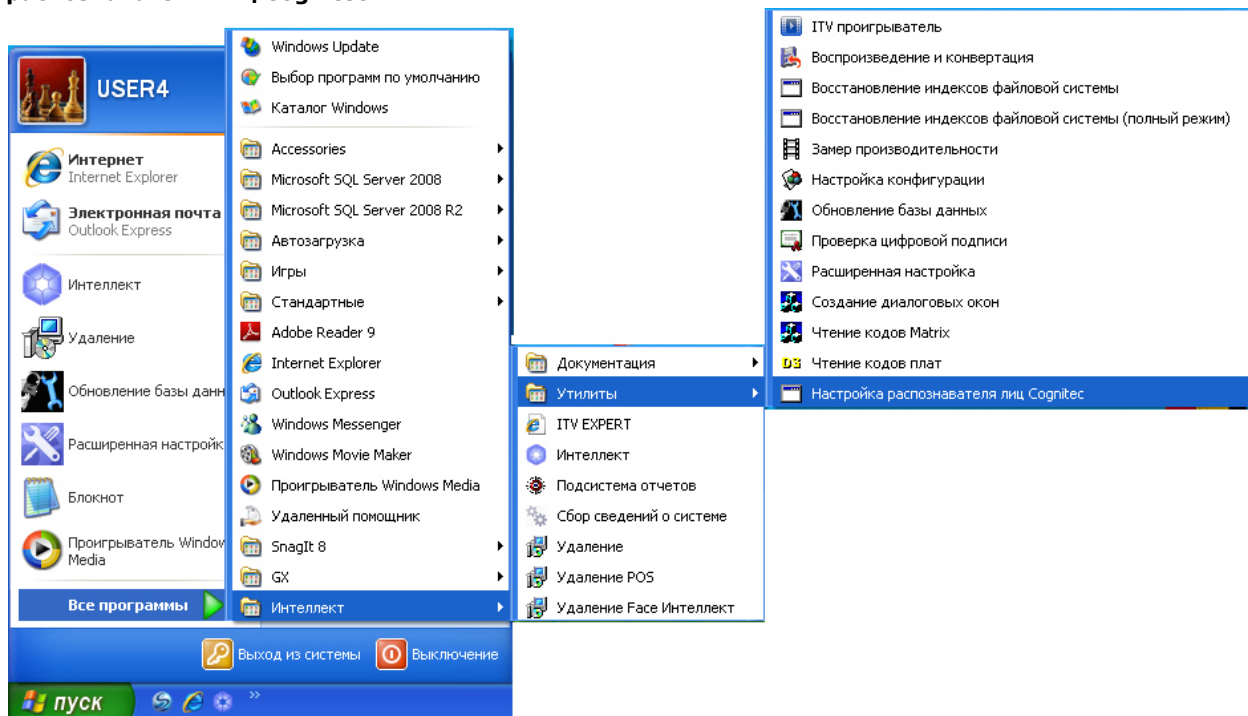 USER4
Интернет
Internet Explorer
Электронная почта
Outlook Express
Интеллект
Удаление
Обновление базы данн
Расширенная настройк
Блокнот
Проигрыватель Window
Media
Все программы
Windows Update
Выбор программ по умолчанию
Каталог Windows
Accessories
Microsoft SQL Server 2008
Microsoft SQL Server 2008 R2
Автозагрузка
Игры
Стандартные
Adobe Reader 9
Internet Explorer
Outlook Express
Windows Messenger
Windows Movie Maker
Проигрыватель Windows Media
Удаленный помощник
SnagIt 8
GX
Интеллект
Документация
Утилиты
ITV EXPERT
Интеллект
Подсистема отчетов
Сбор сведений о системе
Удаление
Удаление POS
Удаление Face Интеллект
ITV проигрыватель
Воспроизведение и конвертация
Восстановление индексов файловой системы
Восстановление индексов файловой системы (полный режим)
Замер производительности
Настройка конфигурации
Обновление базы данных
Проверка цифровой подписи
Расширенная настройка
Создание диалоговых окон
Чтение кодов Matrix
Чтение кодов плат
Настройка распознавателя лиц Cognitec
Выход из системы
Выключение
пуск